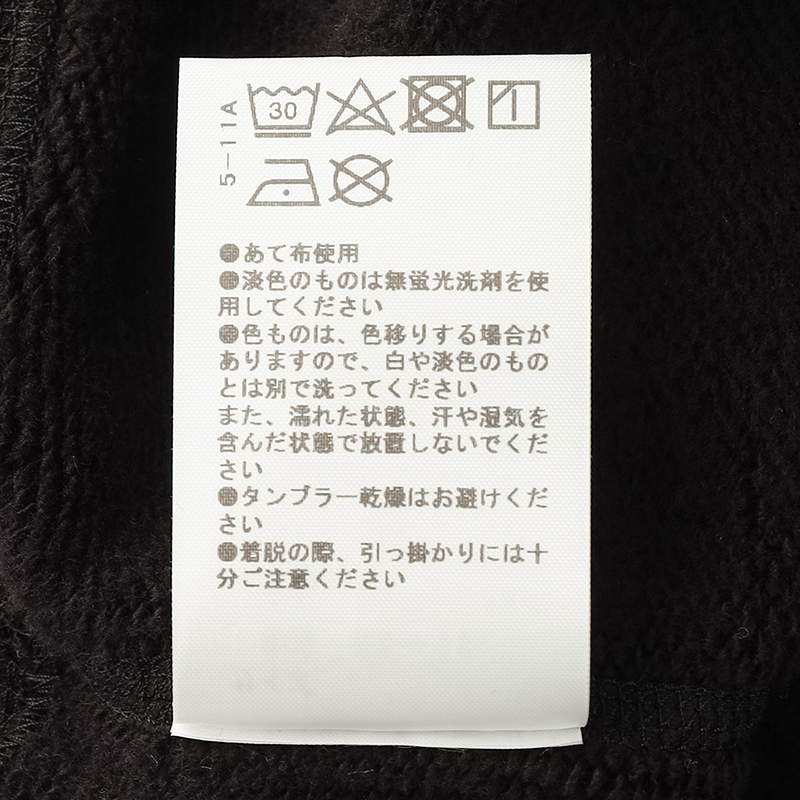 5-11A
30
●あて布使用
●淡色のものは無蛍光洗剤を使
用してください
●色ものは、色移りする場合が
ありますので、白や淡色のもの
とは別で洗ってください
また、濡れた状態、汗や湿気を
含んだ状態で放置しないでくだ
さい
●タンブラー乾燥はお避けくだ
さい
●着脱の際、引っ掛かりには十
分ご注意ください